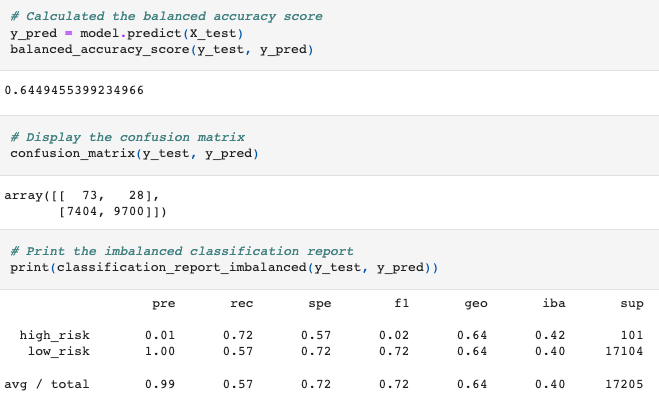 # Calculated the balanced accuracy score
y_pred = model.predict(X_test)
balanced_accuracy_score(y_test, y_pred)
0.6449455399234966
# Display the confusion matrix
confusion_matrix(y_test, y_pred)
array([[  73,   28],
       [7404, 9700]])
# Print the imbalanced classification report
print(classification_report_imbalanced(y_test, y_pred))
                   pre       rec       spe        f1       geo       iba       sup
  high_risk       0.01      0.72      0.57      0.02      0.64      0.42       101
   low_risk       1.00      0.57      0.72      0.72      0.64      0.40     17104
avg / total       0.99      0.57      0.72      0.72      0.64      0.40     17205